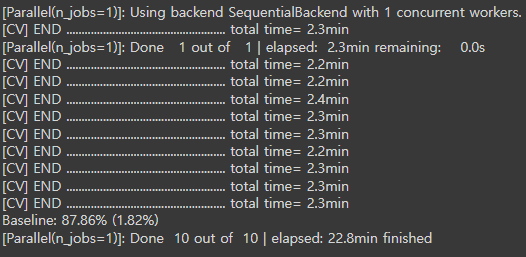 [Parallel(n_jobs=1)]: Using backend SequentialBackend with 1 concurrent workers.
[CV] END .................................................... total time= 2.3min
[Parallel(n_jobs=1)]: Done   1 out of   1 | elapsed:  2.3min remaining:    0.0s
[CV] END .................................................... total time= 2.2min
[CV] END .................................................... total time= 2.2min
[CV] END .................................................... total time= 2.4min
[CV] END .................................................... total time= 2.3min
[CV] END .................................................... total time= 2.3min
[CV] END .................................................... total time= 2.2min
[CV] END .................................................... total time= 2.3min
[CV] END .................................................... total time= 2.3min
[CV] END .................................................... total time= 2.3min
Baseline: 87.86% (1.82%)
[Parallel(n_jobs=1)]: Done  10 out of  10 | elapsed: 22.8min finished